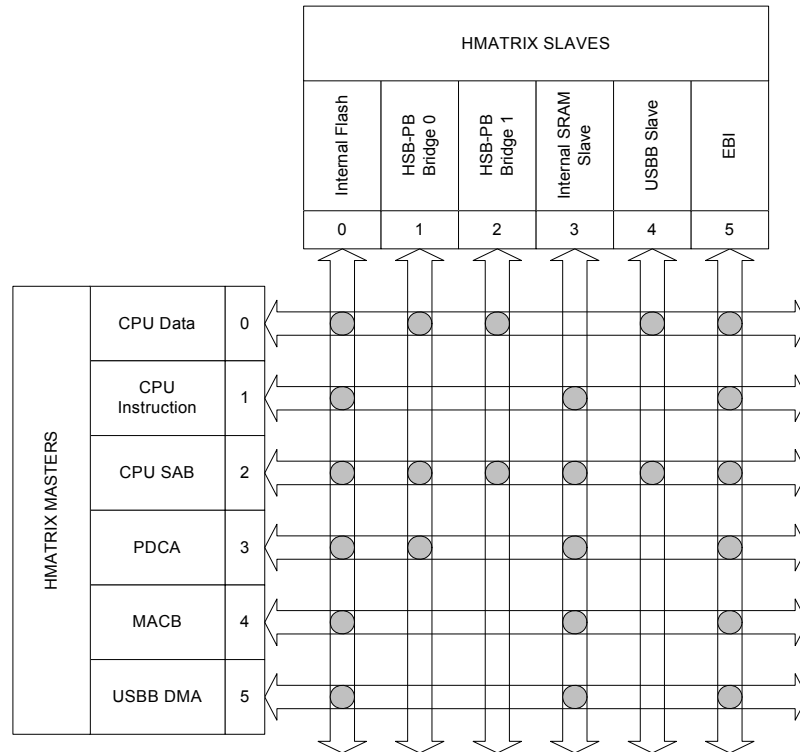 HMATRIX SLAVES
Internal Flash
HSB-PB
Bridge 0
HSB-PB
Bridge 1
Internal SRAM
Slave
USBB Slave
EBI
0 1 2 3 4 5
HMATRIX MASTERS
CPU Data 0
CPU
Instruction 1
CPU SAB 2
PDCA 3
MACB 4
USBB DMA 5